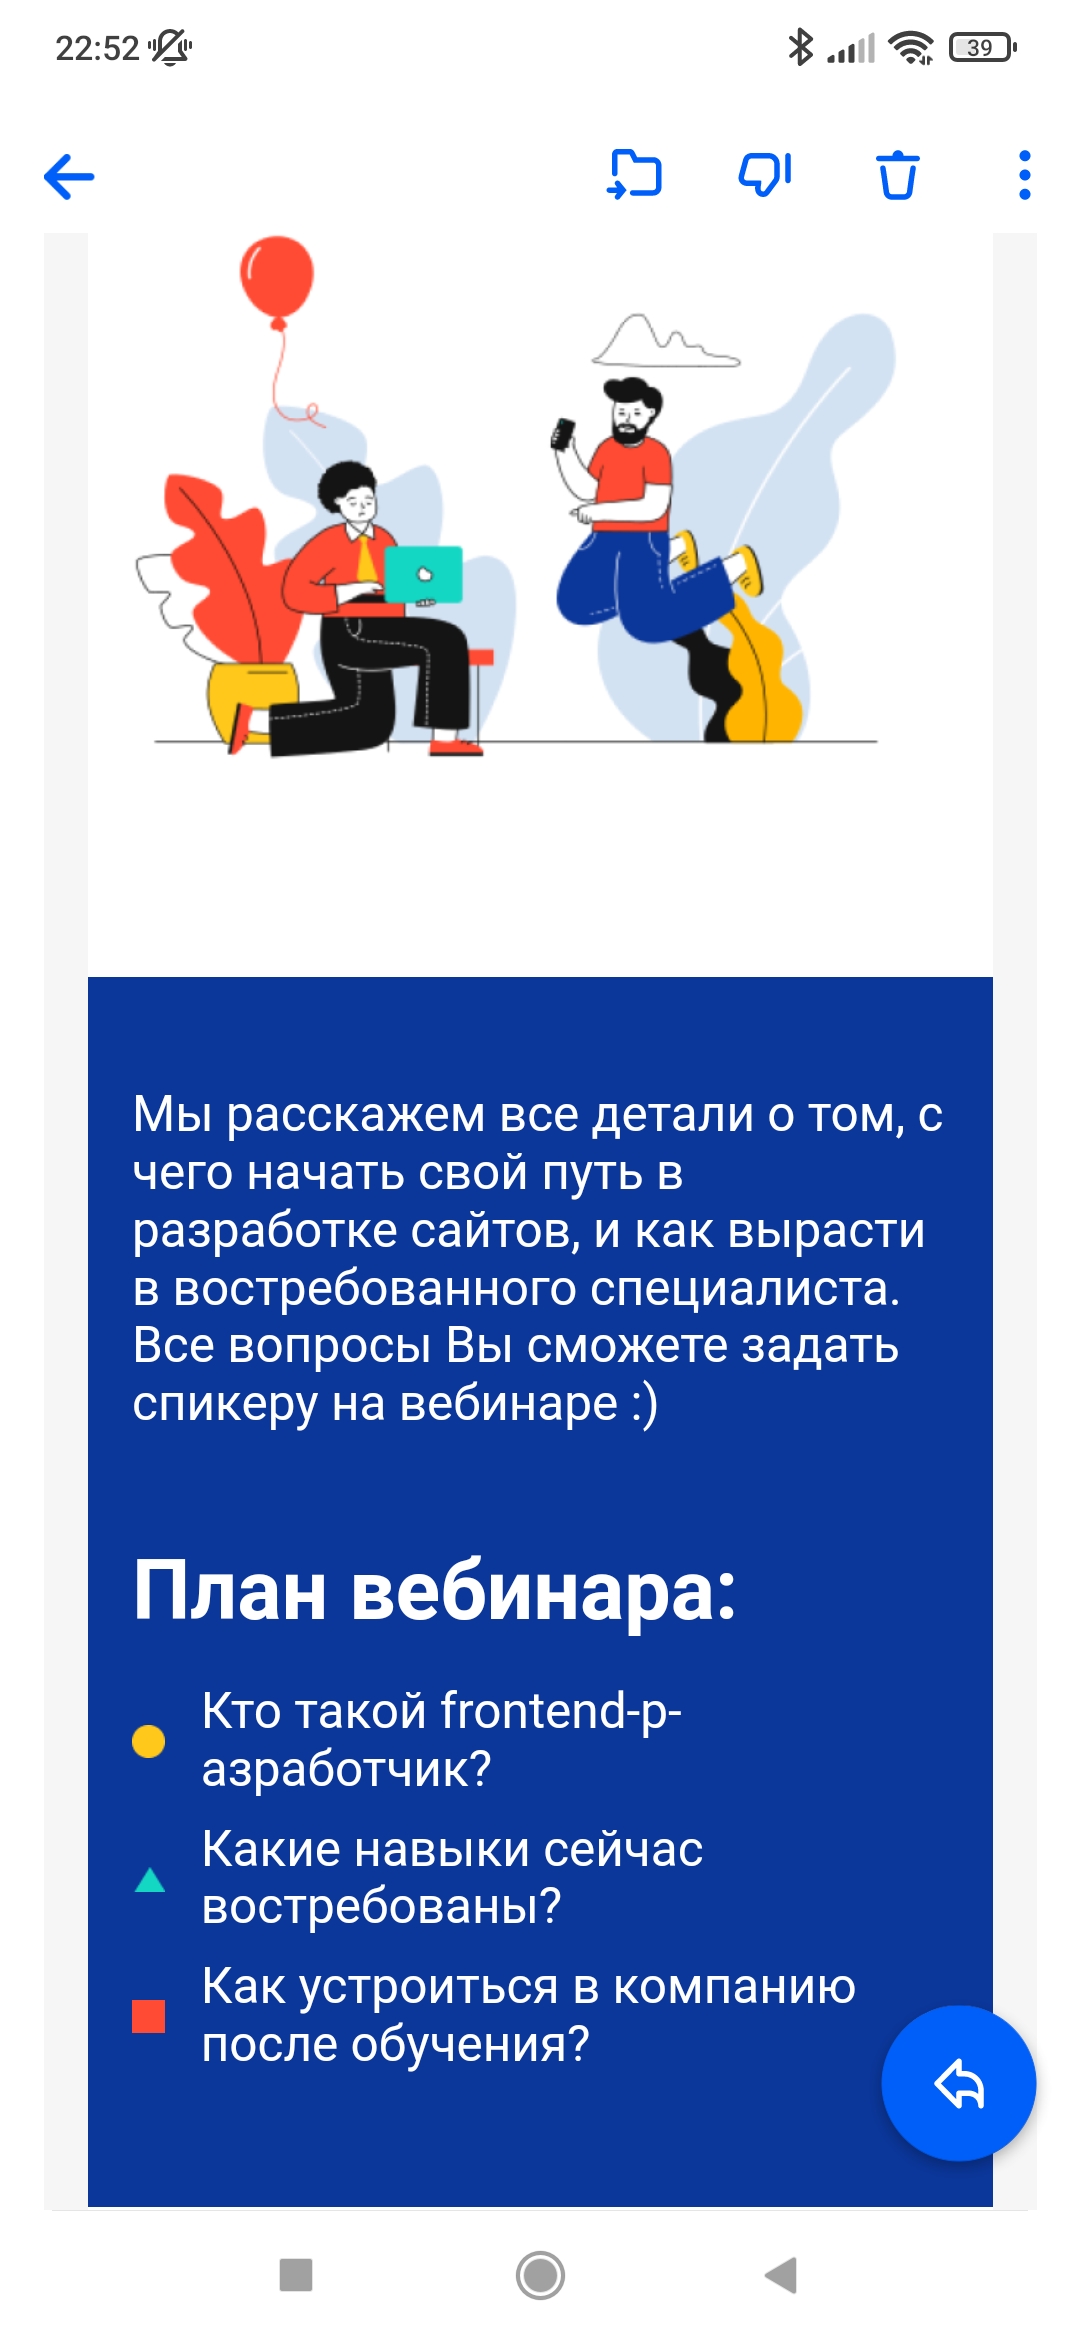 22:52
39
Мы расскажем все детали о том, с
чего начать свой путь в
разработке сайтов, и как вырасти
в востребованного специалиста.
Все вопросы Вы сможете задать
спикеру на вебинаре :)
План вебинара:
Кто такой frontend-р-
азработчик?
Какие навыки сейчас
востребованы?
Как устроиться в компанию
после обучения?